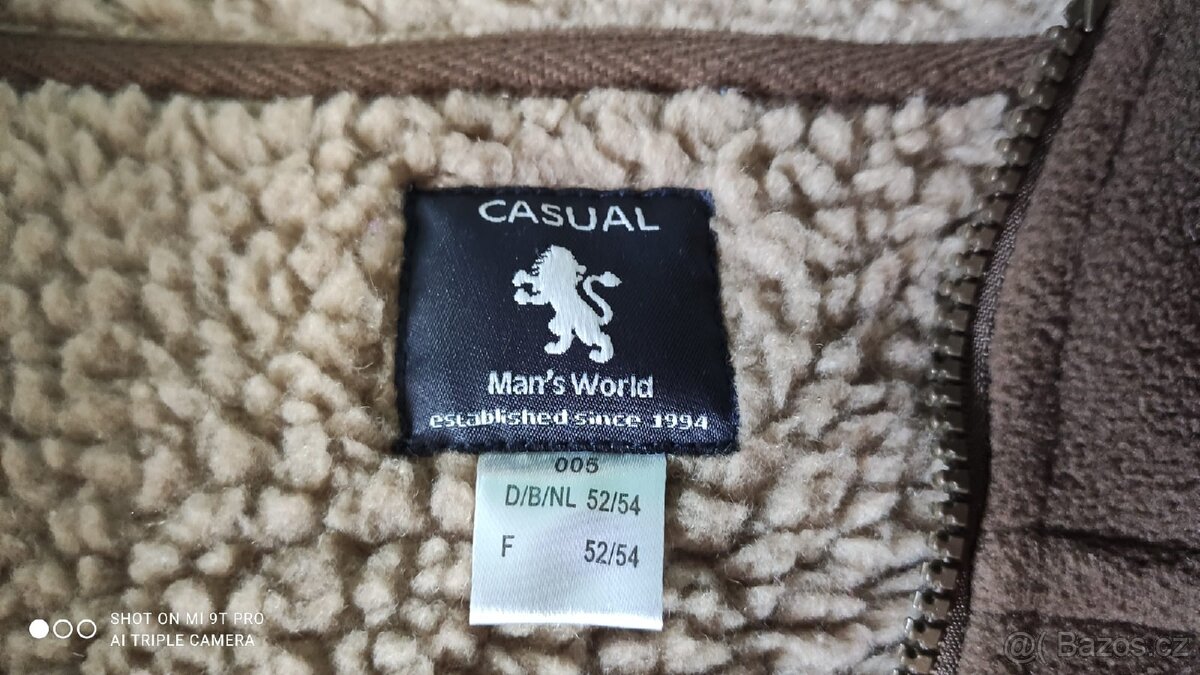 CASUAL
Man's World
established since 1994
005
D/B/NL 52/54
F 52/54
SHOT ON MI 9T PRO
AI TRIPLE CAMERA
Bazos.cz